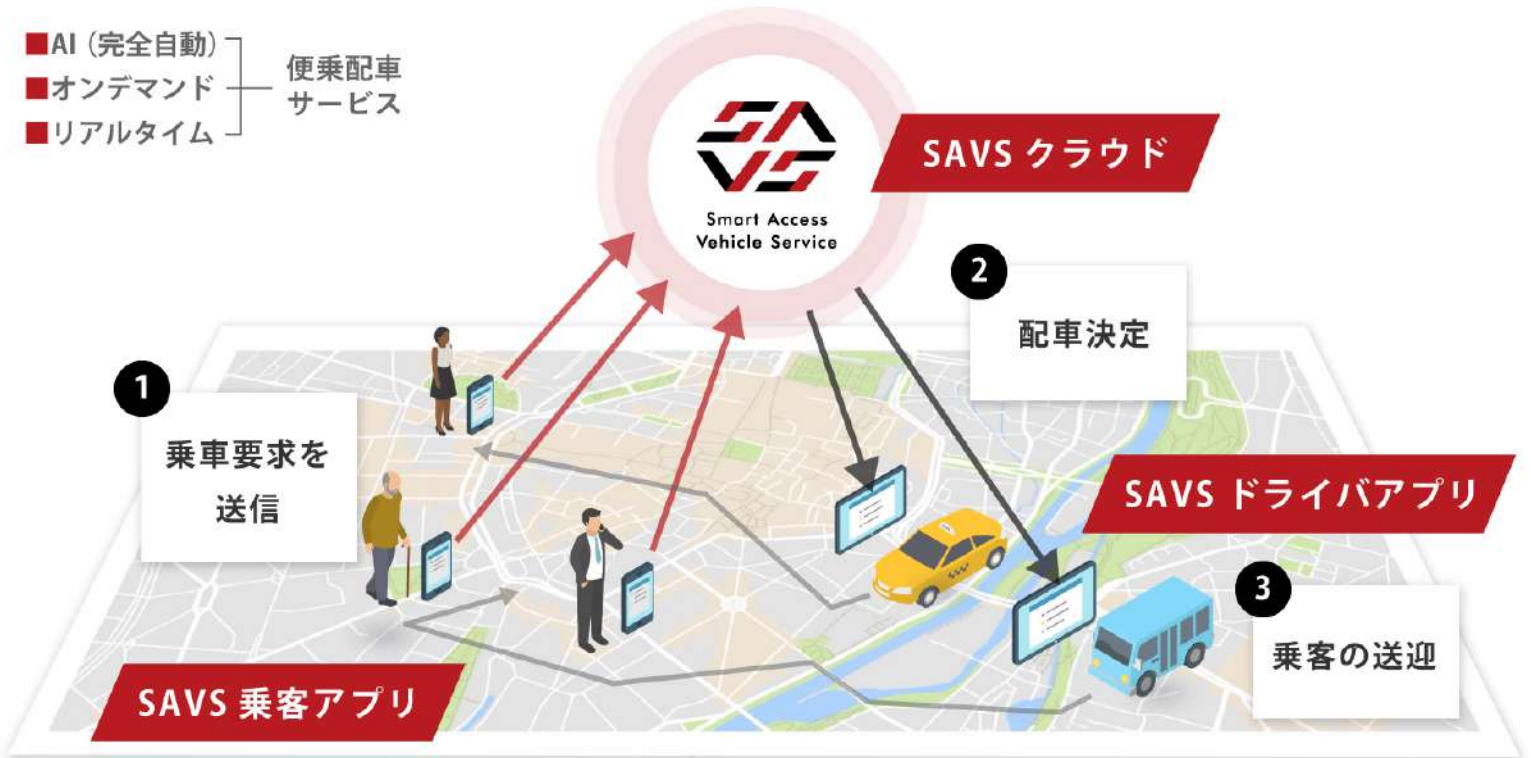 ■AI（完全自動）
■オンデマンド
■リアルタイム
便乗配車
サービス
SAVS
Smart Access
Vehicle Service
SAVS クラウド
1
乗車要求を
送信
2
配車決定
SAVS ドライバアプリ
3
乗客の送迎
SAVS 乗客アプリ